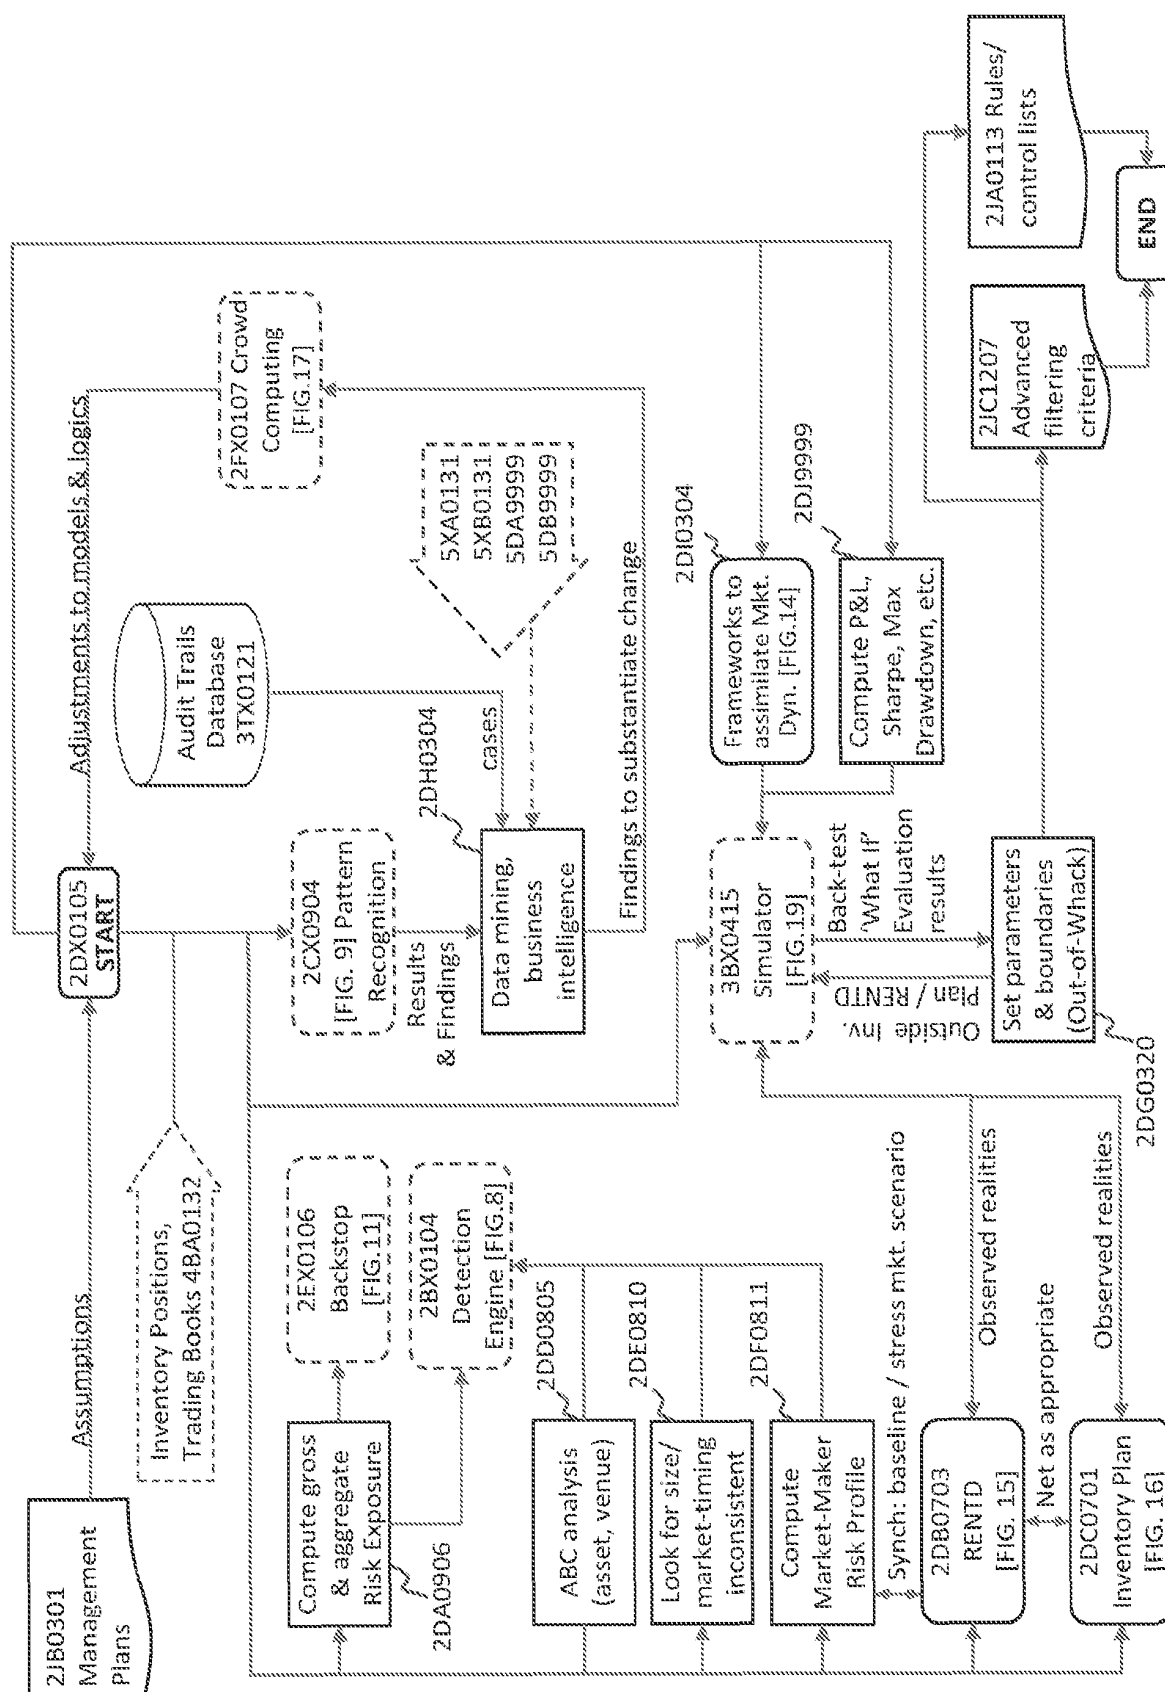 2JB0301
Management
Plans
Assumptions
2DX0105
START
Adjustments to models & logics
Inventory Positions,
Trading Books 4BA0132
Audit Trails
Database
3TX0121
2FX0107 Crowd
Computing
[FIG.17]
Compute gross
& aggregate
Risk Exposure
2DA0906
2EX0106
Backstop
[FIG.11]
2BX0104
Detection
Engine [FIG.8]
2CX0904
[FIG. 9] Pattern
Recognition
Results
& Findings
2DH0304
cases
Data mining,
business
intelligence
5XA0131
5XB0131
5DA9999
5DB9999
Findings to substantiate change
ABC analysis
(asset, venue)
2DD0805
Look for size/
market-timing
inconsistent
2DE0810
Compute
Market-Maker
Risk Profile
2DF0811
Synch: baseline / stress mkt. scenario
2DB0703
RENTD
[FIG. 15]
Observed realities
Net as appropriate
2DC0701
Inventory Plan
[FIG. 16]
Observed realities
3BX0415
Simulator
[FIG. 19]
Frameworks to
assimilate Mkt.
Dyn. [FIG.14]
2DI0304
Compute P&L,
Sharpe, Max
Drawdown, etc.
2DJ9999
Outside Inv.
Plan / RENTD
Back-test
'What If'
Evaluation
results
Set parameters
& boundaries
(Out-of-Whack)
2DG0320
2JC1207
Advanced
filtering
criteria
2JA0113 Rules/
control lists
END